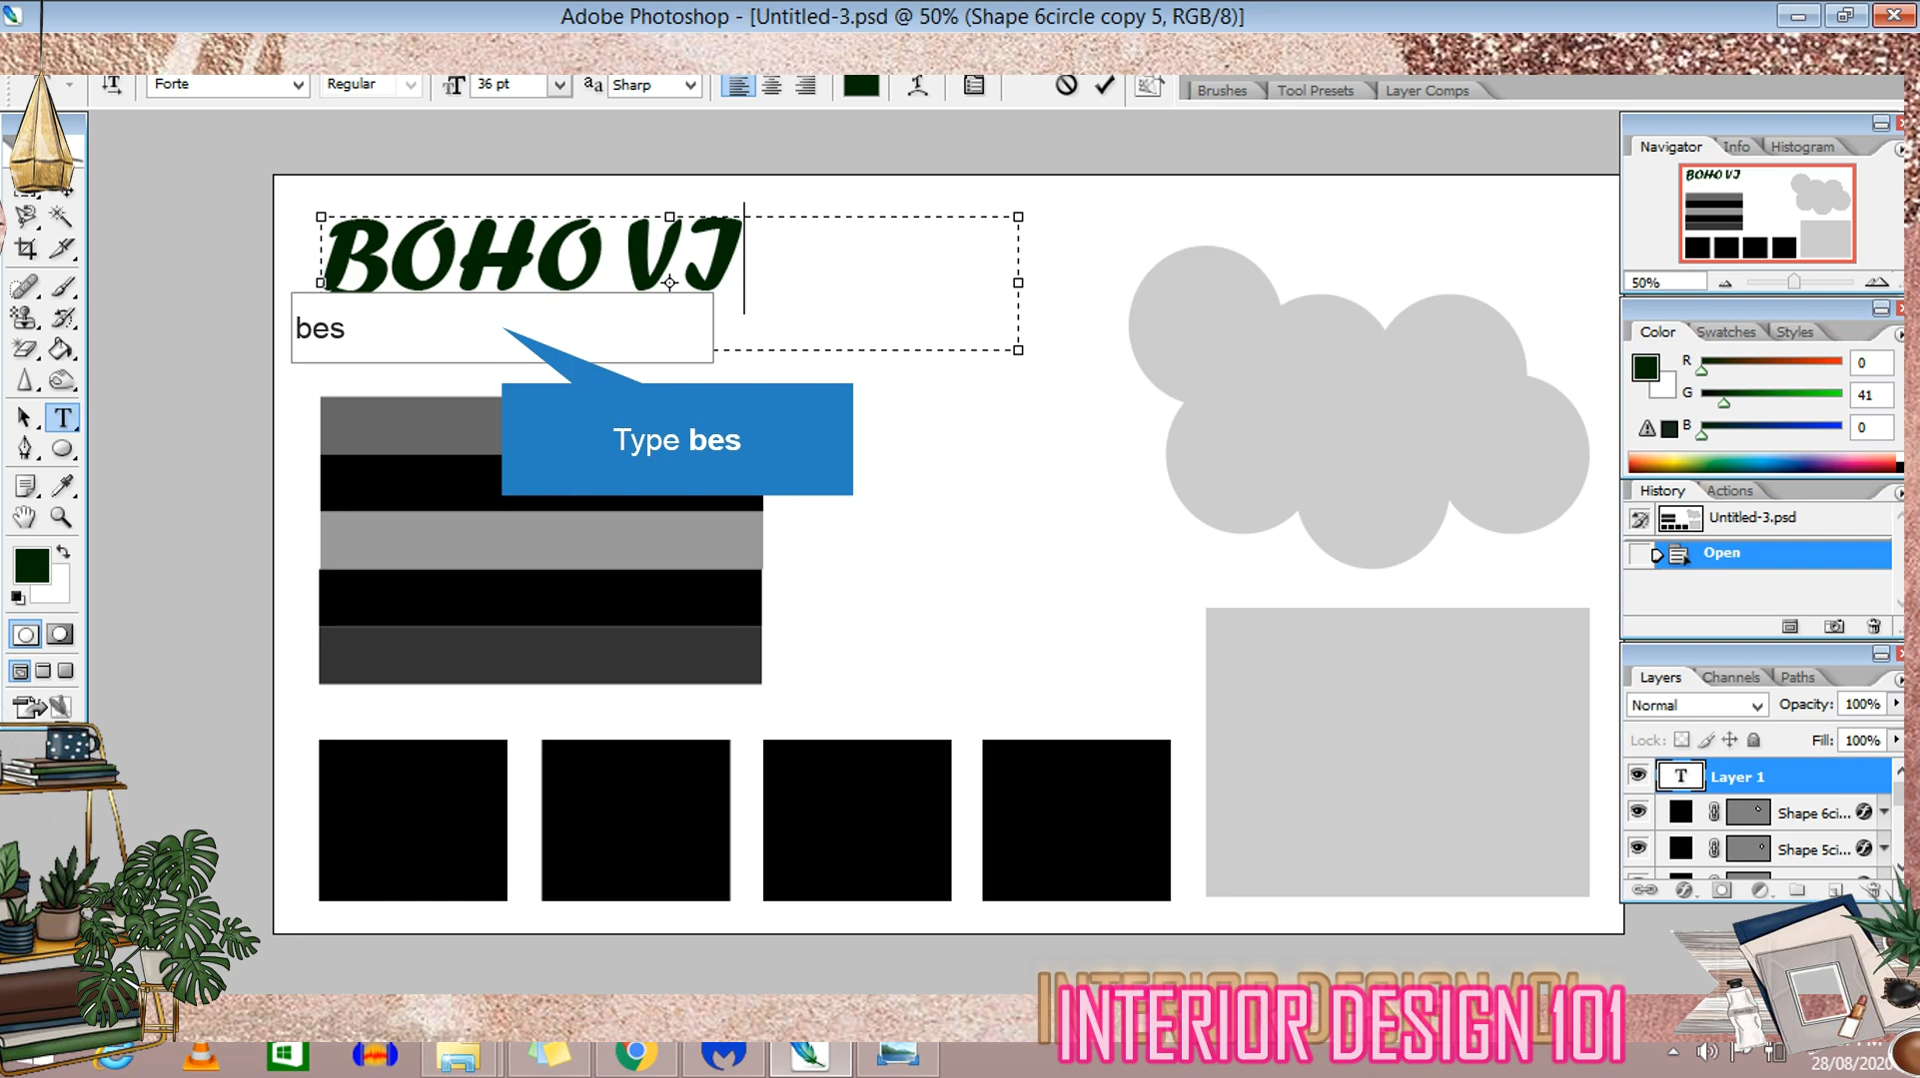 Adobe Photoshop - [Untitled-3.psd @ 50% (Shape 6circle copy 5, RGB/8)]
Forte
Regular
36 pt
aa
Sharp
Brushes
Tool Presets
Layer Comps
Navigator
Info
Histogram
BOHO VI
50%
BOHO VI
bes
Type bes
Color
Swatches
Styles
R
0
G
41
B
0
History
Actions
Untitled-3.psd
Open
Layers
Channels
Paths
Normal
Opacity:
100%
Lock:
Fill:
100%
T
Layer 1
Shape 6ci...
Shape 5ci...
INTERIOR DESIGN 101
28/08/2020